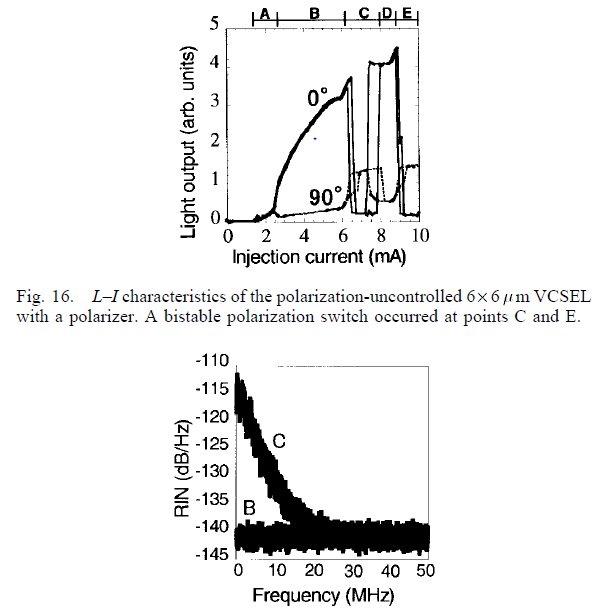 A B C D E
5
4
3
2
1
0
Light output (arb. units)
0°
90°
0 2 4 6 8 10
Injection current (mA)
Fig. 16. L–I characteristics of the polarization-uncontrolled 6×6 μm VCSEL
with a polarizer. A bistable polarization switch occurred at points C and E.
-110
-115
-120
-125
-130
-135
-140
-145
RIN (dB/Hz)
C
B
0 10 20 30 40 50
Frequency (MHz)